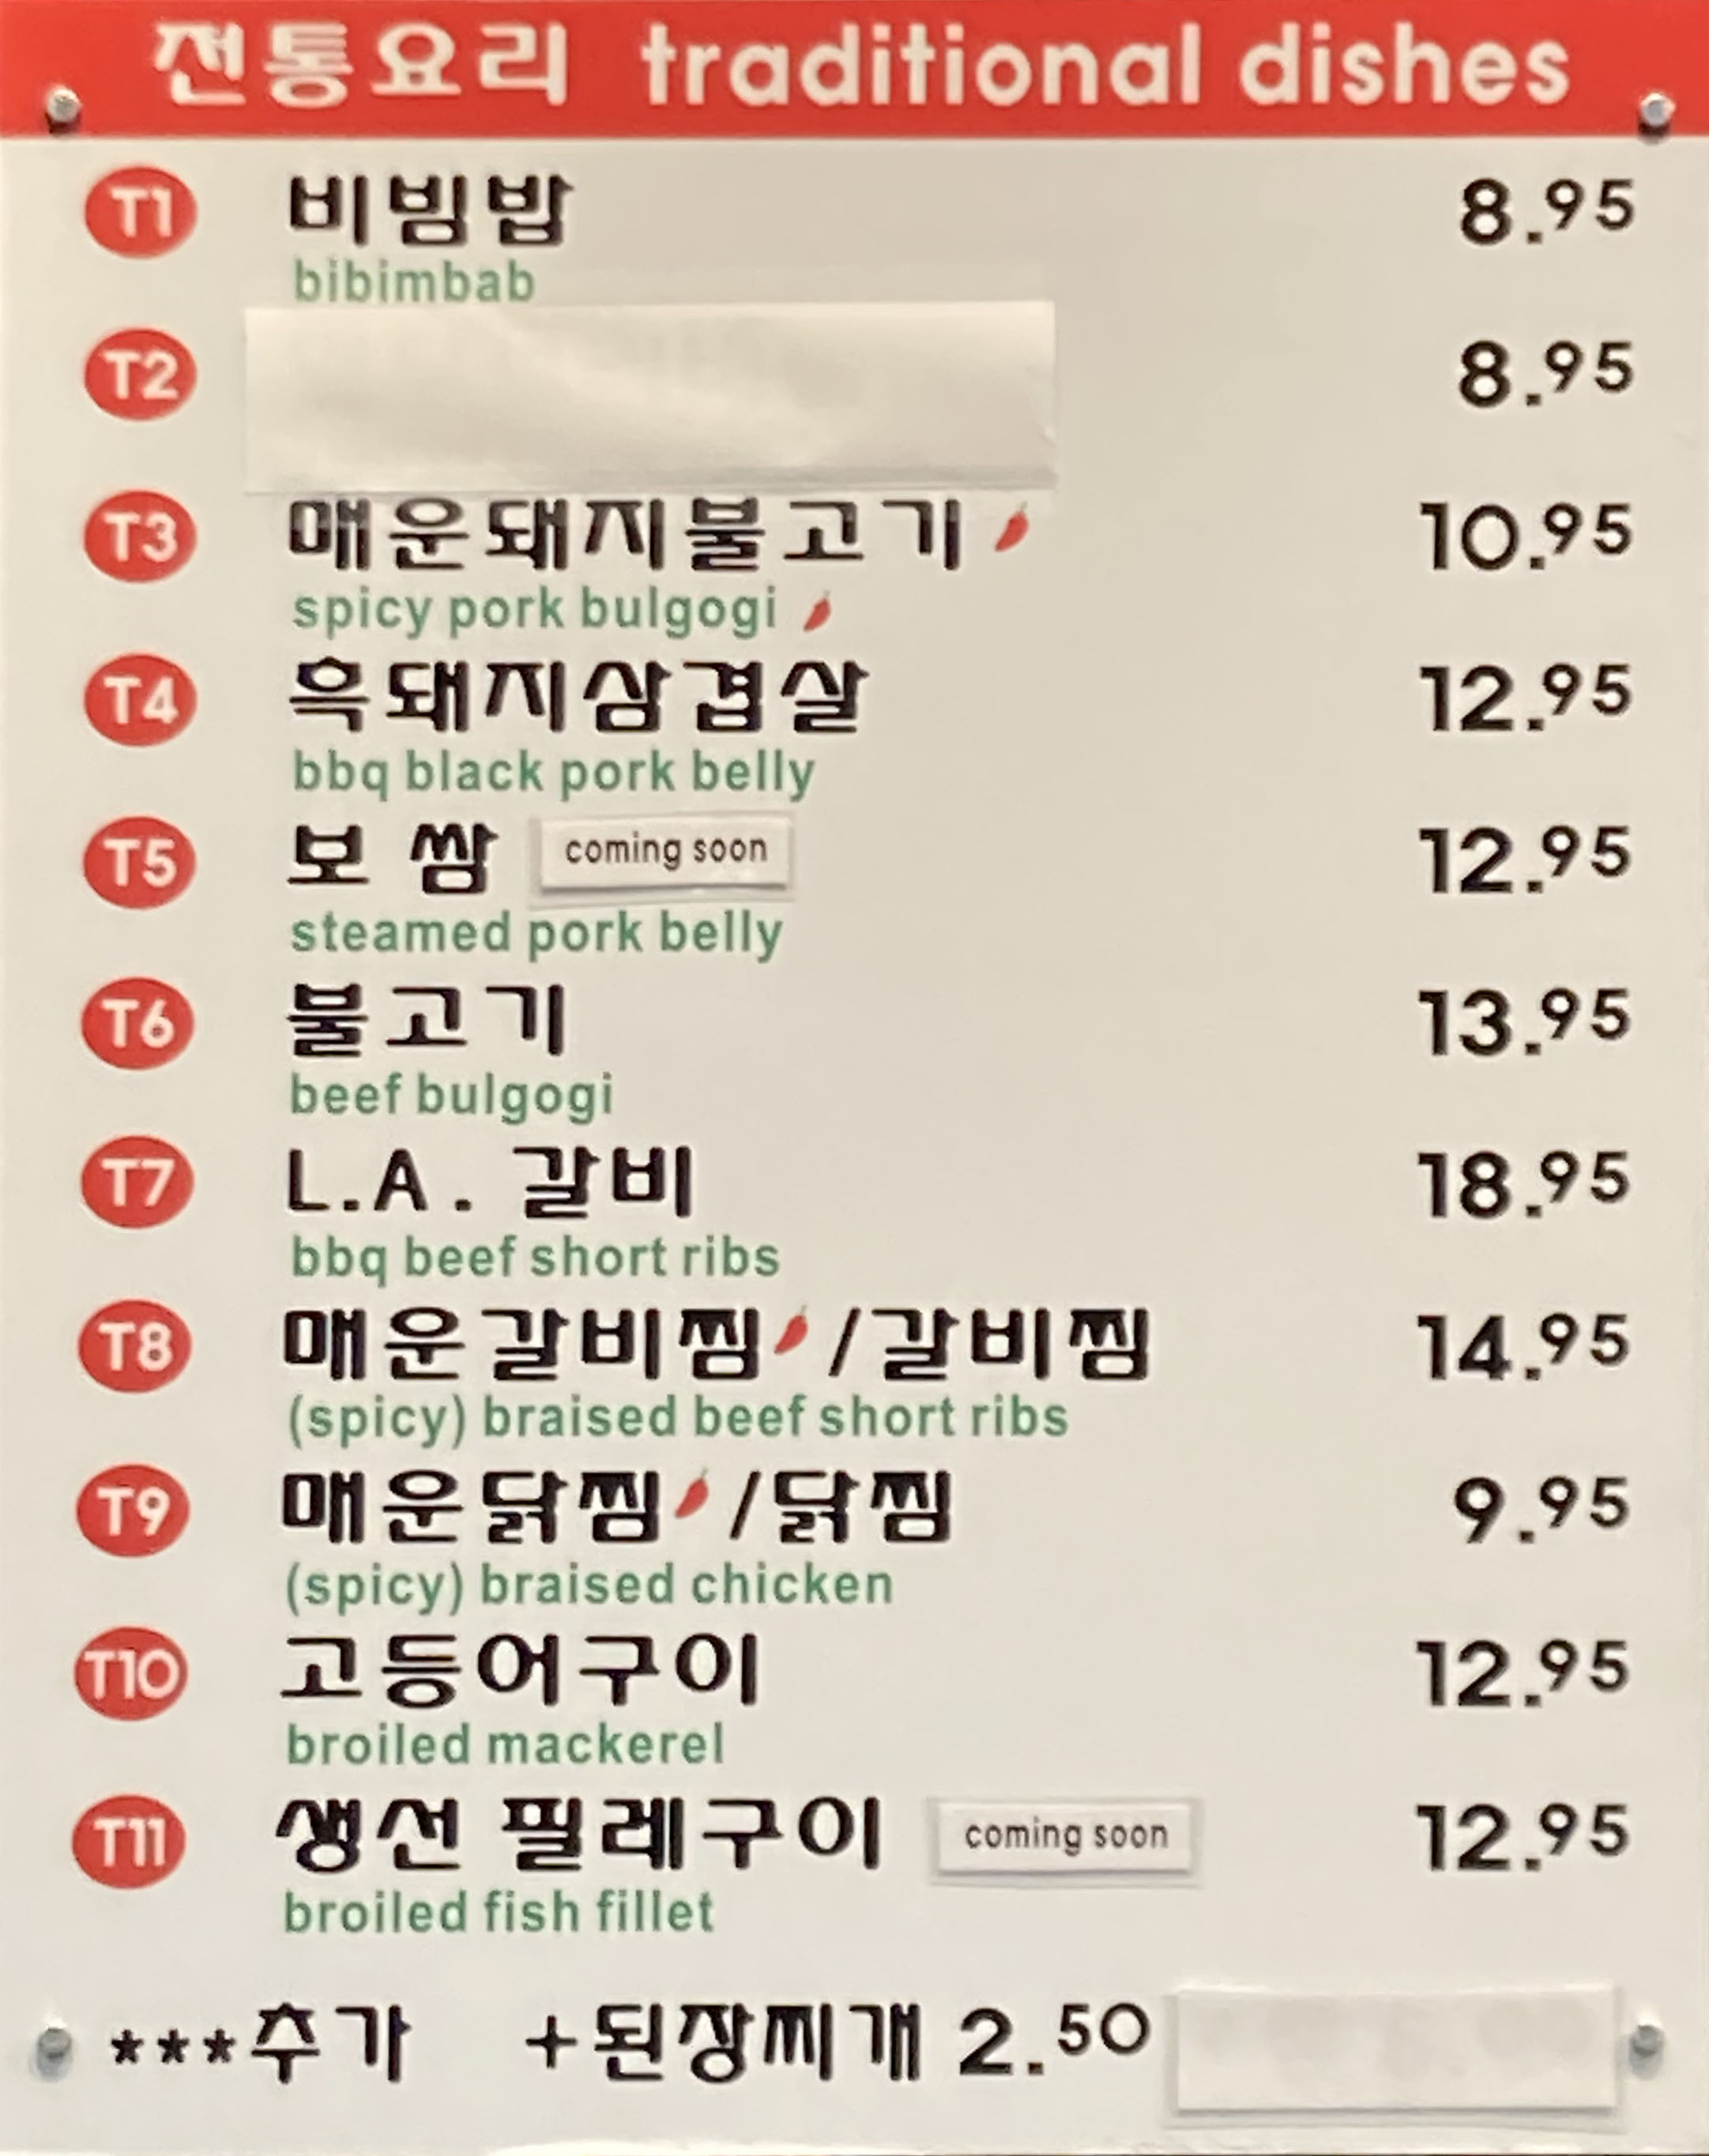 전통요리 traditional dishes
T1 비빔밥 8.95
bibimbab
T2 8.95
T3 매운돼지불고기 10.95
spicy pork bulgogi
T4 흑돼지삼겹살 12.95
bbq black pork belly
T5 보 쌈 coming soon 12.95
steamed pork belly
T6 불고기 13.95
beef bulgogi
T7 L.A. 갈비 18.95
bbq beef short ribs
T8 매운갈비찜 /갈비찜 14.95
(spicy) braised beef short ribs
T9 매운닭찜 /닭찜 9.95
(spicy) braised chicken
T10 고등어구이 12.95
broiled mackerel
T11 생선 필레구이 coming soon 12.95
broiled fish fillet
***추가 +된장찌개 2.50